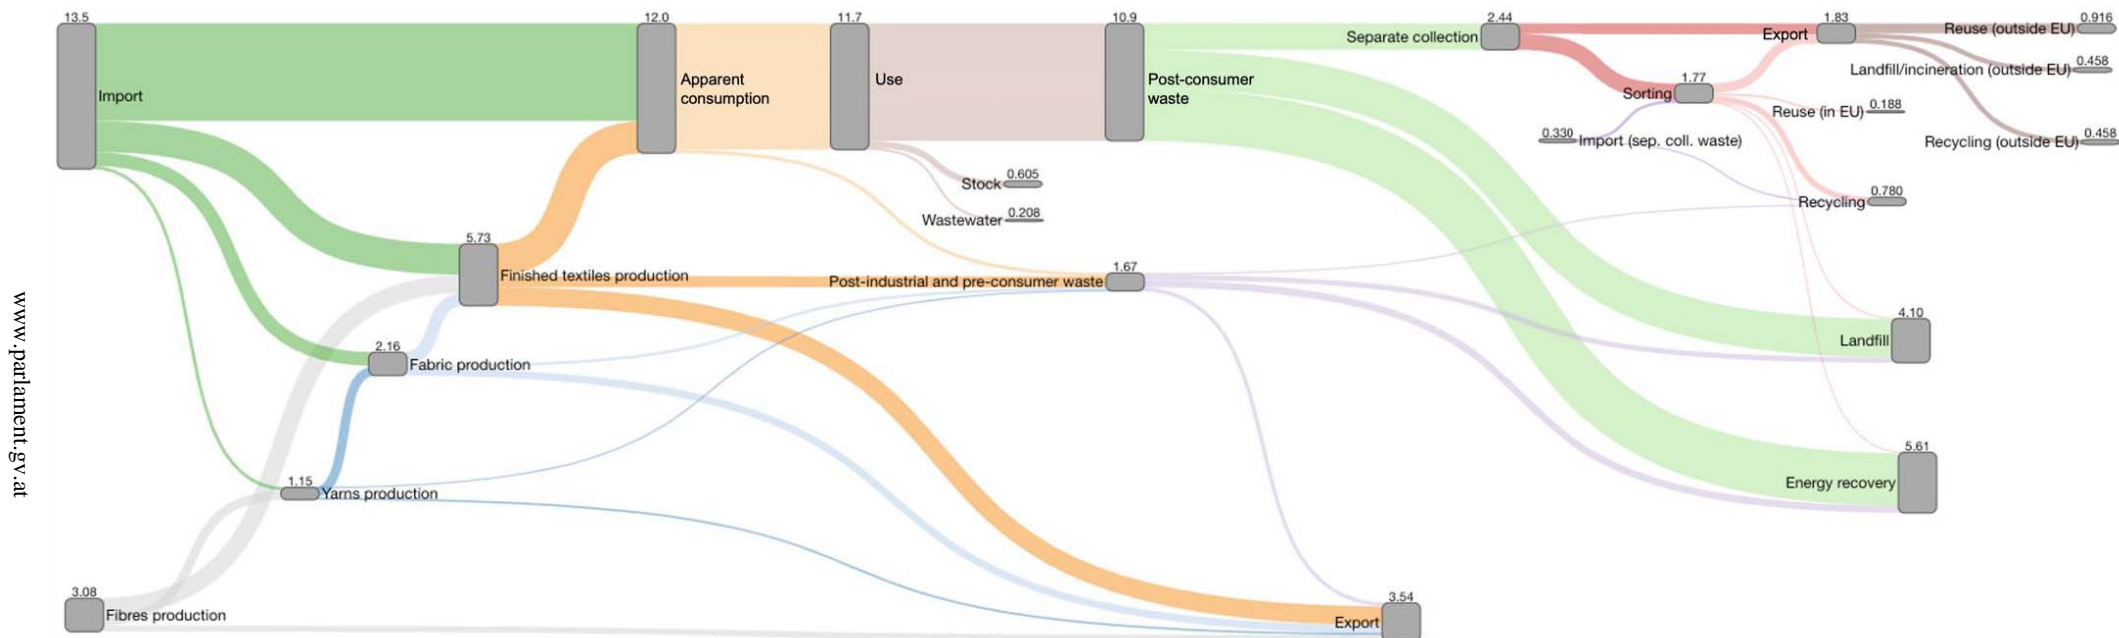 13.5
Import
12.0
Apparent
consumption
11.7
Use
10.9
Post-consumer
waste
2.44
Separate collection
1.83
Export
0.916
Reuse (outside EU)
0.458
Landfill/incineration (outside EU)
1.77
Sorting
0.188
Reuse (in EU)
0.330
Import (sep. coll. waste)
0.458
Recycling (outside EU)
0.605
Stock
0.208
Wastewater
0.780
Recycling
5.73
Finished textiles production
1.67
Post-industrial and pre-consumer waste
4.10
Landfill
2.16
Fabric production
5.61
Energy recovery
1.15
Yarns production
3.08
Fibres production
3.54
Export
www.parlament.gv.at